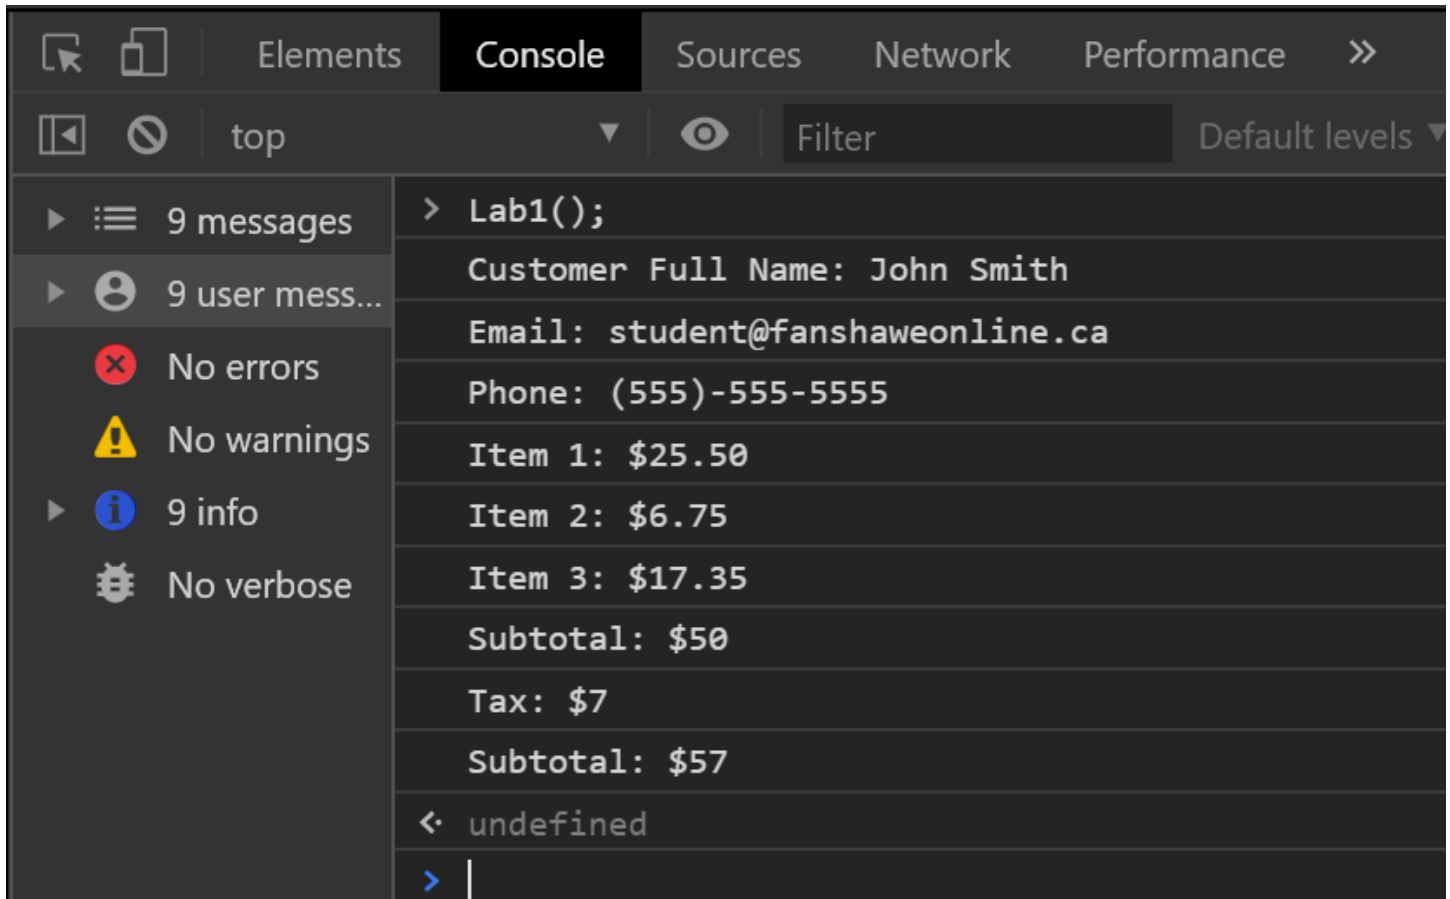 Elements Console Sources Network Performance »
top Filter Default levels
9 messages
9 user mess...
No errors
No warnings
9 info
No verbose
> Lab1();
Customer Full Name: John Smith
Email: student@fanshaweonline.ca
Phone: (555)-555-5555
Item 1: $25.50
Item 2: $6.75
Item 3: $17.35
Subtotal: $50
Tax: $7
Subtotal: $57
undefined
>